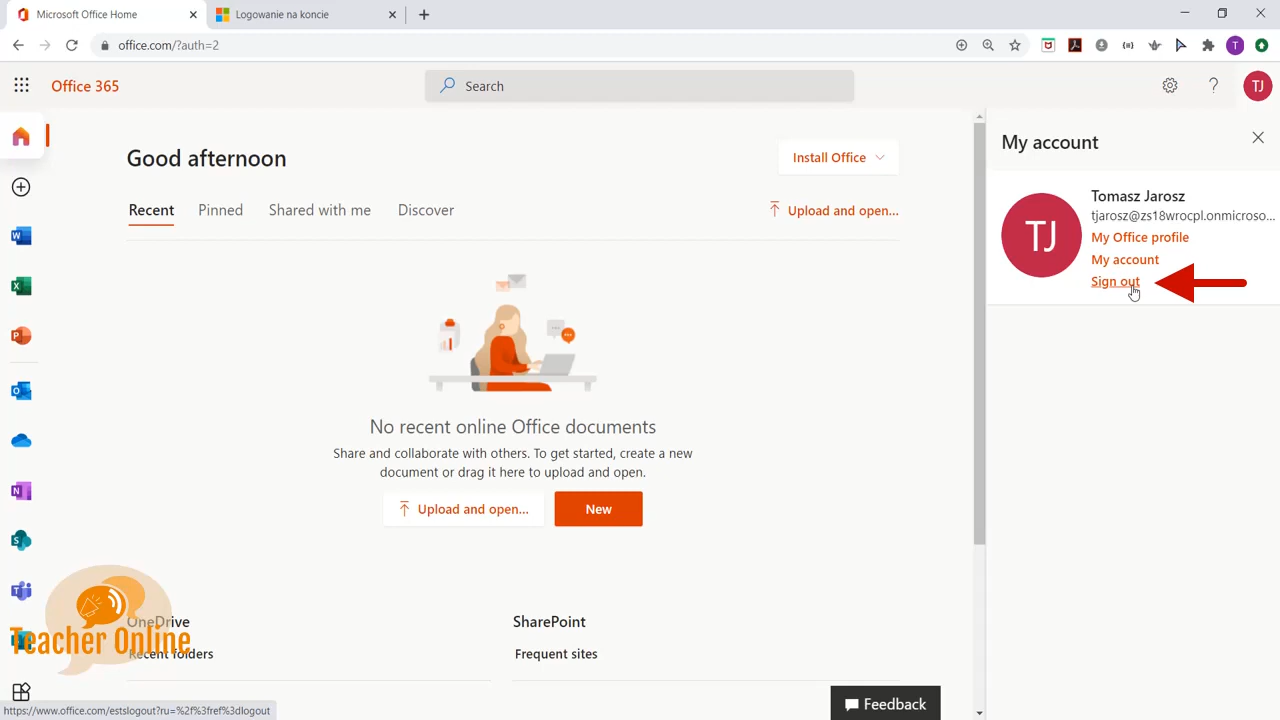 Microsoft Office Home
Logowanie na koncie
office.com/?auth=2
Office 365
Search
?
TJ
Good afternoon
Install Office
Recent
Pinned
Shared with me
Discover
Upload and open...
No recent online Office documents
Share and collaborate with others. To get started, create a new
document or drag it here to upload and open.
Upload and open...
New
OneDrive
Recent folders
SharePoint
Frequent sites
My account
TJ
Tomasz Jarosz
tjarosz@zs18wrocpl.onmicroso...
My Office profile
My account
Sign out
Teacher Online
Feedback
https://www.office.com/estslogout?ru=%2f%3fref%3dlogout